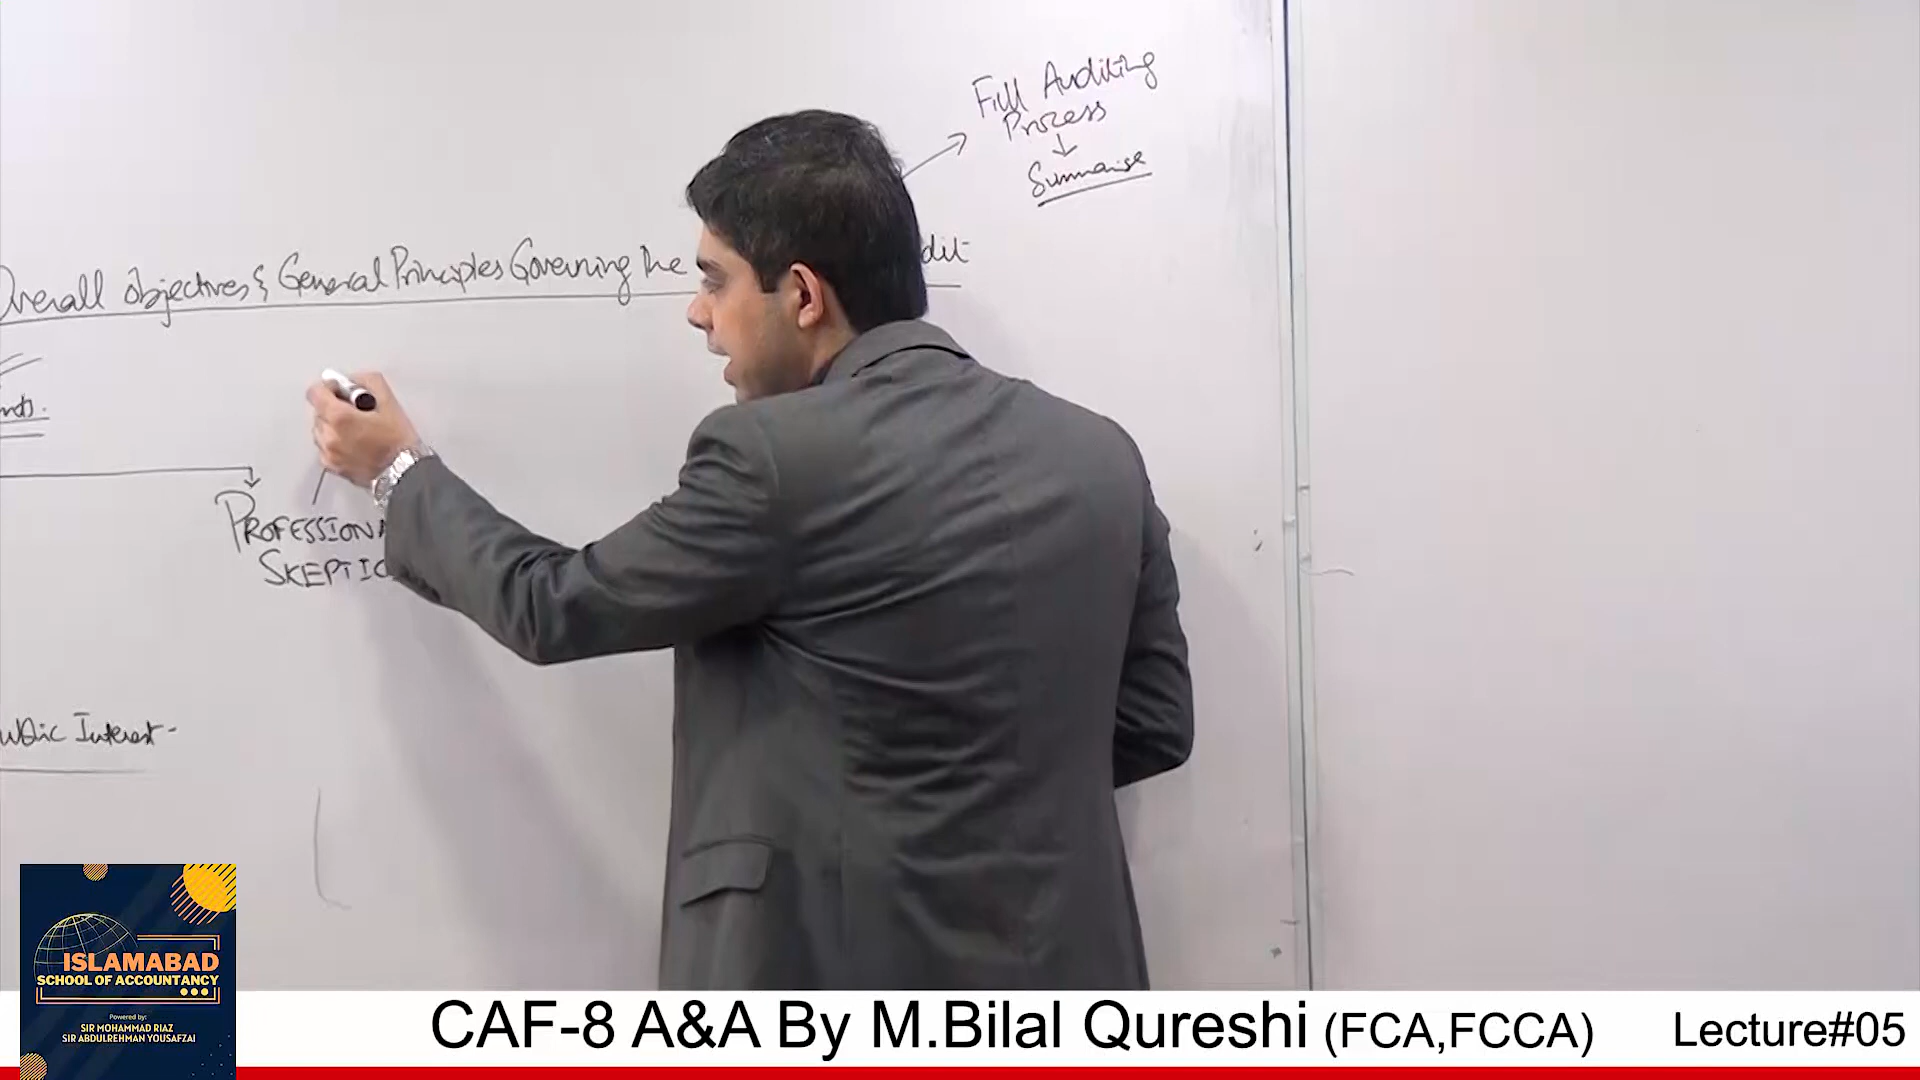 Full Auditing
Process
Summarise
Overall objectives & General Principles Governing the
dit
nts.
PROFESSIONA
SKEPTIC
ublic Interest-
ISLAMABAD
SCHOOL OF ACCOUNTANCY
Powered by:
SIR MOHAMMAD RIAZ
SIR ABDULREHMAN YOUSAFZAI
CAF-8 A&A By M.Bilal Qureshi (FCA,FCCA)
Lecture#05